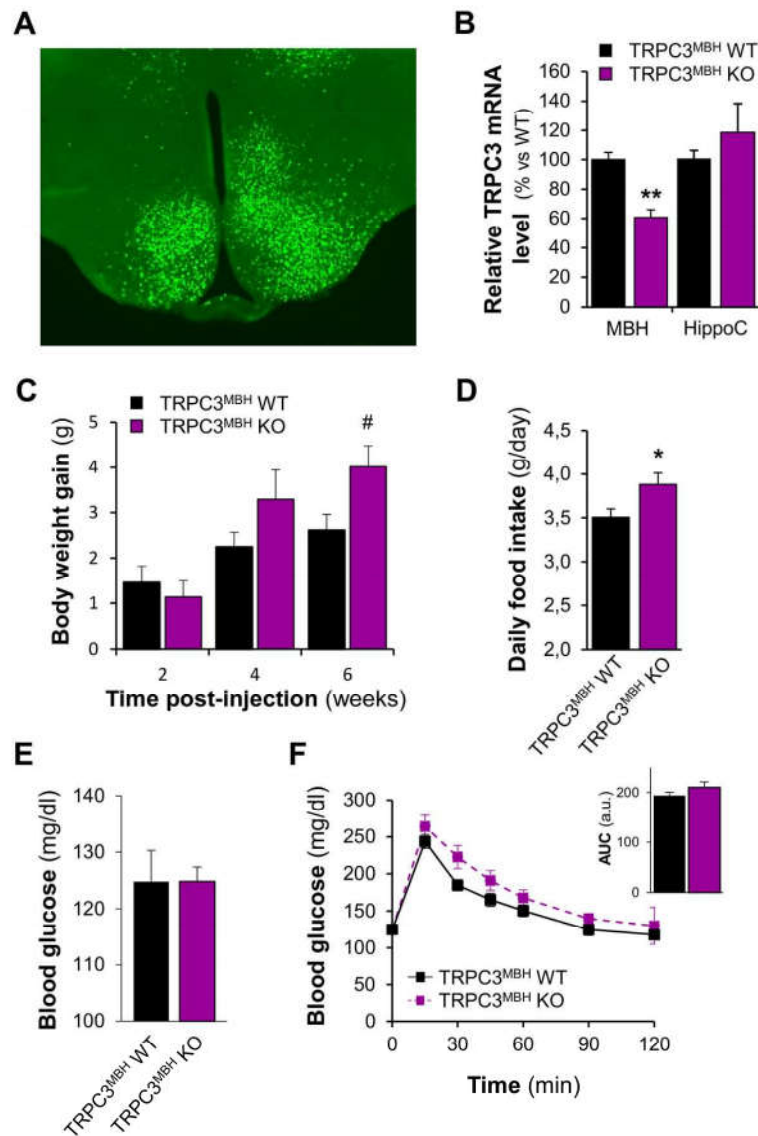 A
B
TRPC3MBH WT
TRPC3MBH KO
Relative TRPC3 mRNA
level (% vs WT)
160
140
120
100
80
60
40
20
0
**
MBH
HippoC
C
TRPC3MBH WT
TRPC3MBH KO
Body weight gain (g)
5
4
3
2
1
0
#
2
4
6
Time post-injection (weeks)
D
Daily food intake (g/day)
4,5
4,0
3,5
3,0
2,5
2,0
*
TRPC3MBH WT
TRPC3MBH KO
E
Blood glucose (mg/dl)
140
130
120
110
100
TRPC3MBH WT
TRPC3MBH KO
F
Blood glucose (mg/dl)
300
250
200
150
100
50
0
TRPC3MBH WT
TRPC3MBH KO
0
30
60
90
120
Time (min)
AUC (a.u.)
200
100
0